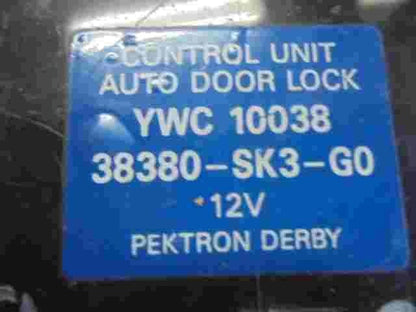 CONTROL UNIT
AUTO DOOR LOCK
YWC 10038
38380-SK3-G0
12V
PEKTRON DERBY